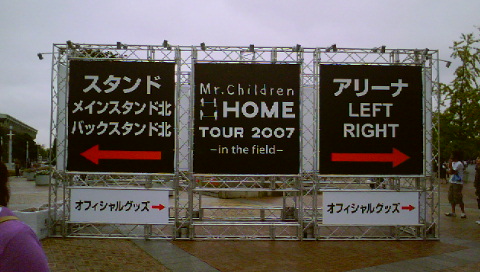 スタンド
メインスタンド北
バックスタンド北
Mr.Children
HOME
TOUR 2007
-in the field-
アリーナ
LEFT
RIGHT
オフィシャルグッズ→
オフィシャルグッズ→